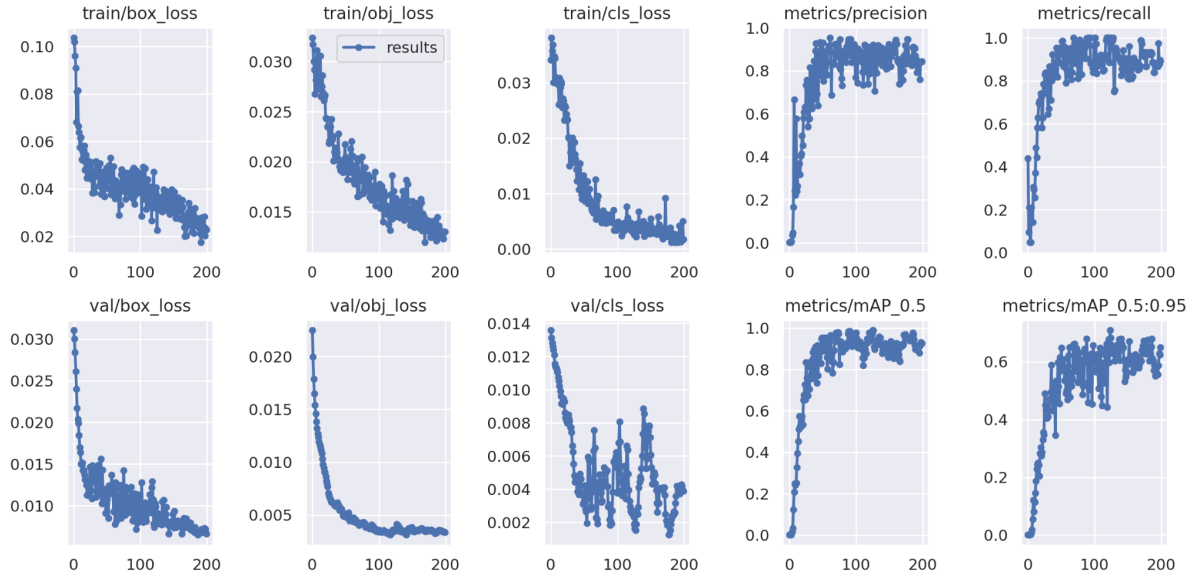 train/box_loss
train/obj_loss
train/cls_loss
metrics/precision
metrics/recall
0.10
0.08
0.06
0.04
0.02
0 100 200
results
0.030
0.025
0.020
0.015
0 100 200
0.03
0.02
0.01
0.00
0 100 200
1.0
0.8
0.6
0.4
0.2
0.0
0 100 200
1.0
0.8
0.6
0.4
0.2
0.0
0 100 200
val/box_loss
val/obj_loss
val/cls_loss
metrics/mAP_0.5
metrics/mAP_0.5:0.95
0.030
0.025
0.020
0.015
0.010
0 100 200
0.020
0.015
0.010
0.005
0 100 200
0.014
0.012
0.010
0.008
0.006
0.004
0.002
0 100 200
1.0
0.8
0.6
0.4
0.2
0.0
0 100 200
0.6
0.4
0.2
0.0
0 100 200